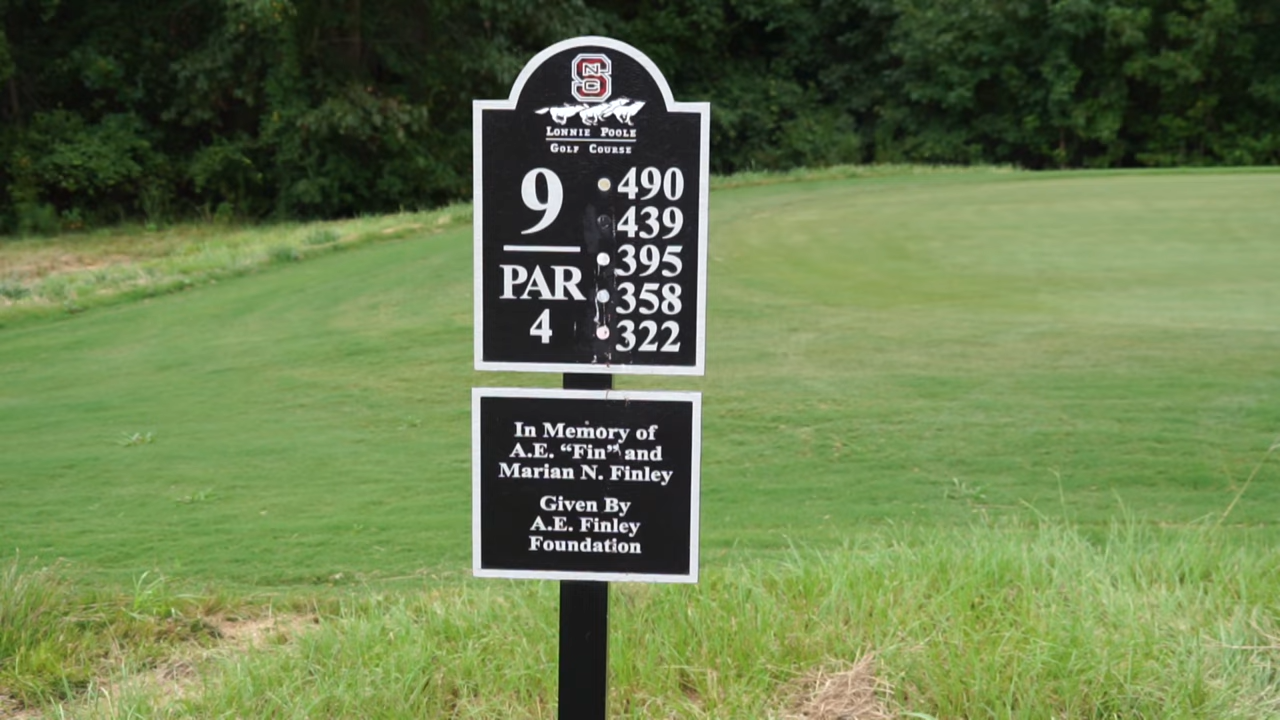 NCS
LONNIE POOLE
GOLF COURSE
9
PAR
4
490
439
395
358
322
In Memory of
A.E. “Fin” and
Marian N. Finley
Given By
A.E. Finley
Foundation